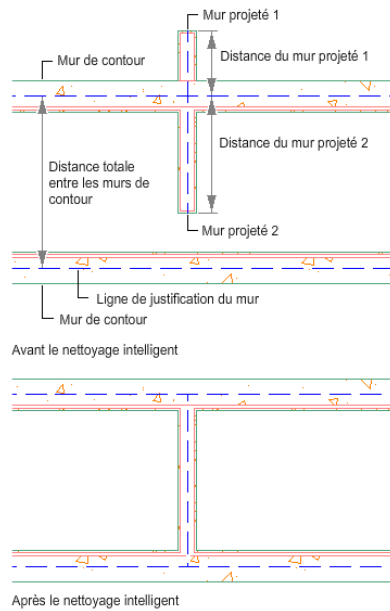 Mur projeté 1
Distance du mur projeté 1
Mur de contour
Distance du mur projeté 2
Distance totale
entre les murs de
contour
Mur projeté 2
Ligne de justification du mur
Mur de contour
Avant le nettoyage intelligent
Après le nettoyage intelligent